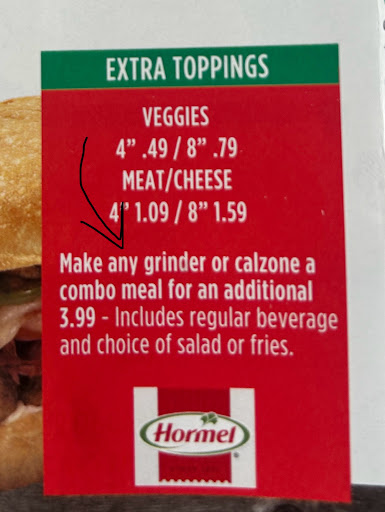 EXTRA TOPPINGS
VEGGIES
4” .49 / 8” .79
MEAT/CHEESE
4” 1.09 / 8” 1.59
Make any grinder or calzone a
combo meal for an additional
3.99 - Includes regular beverage
and choice of salad or fries.
Hormel